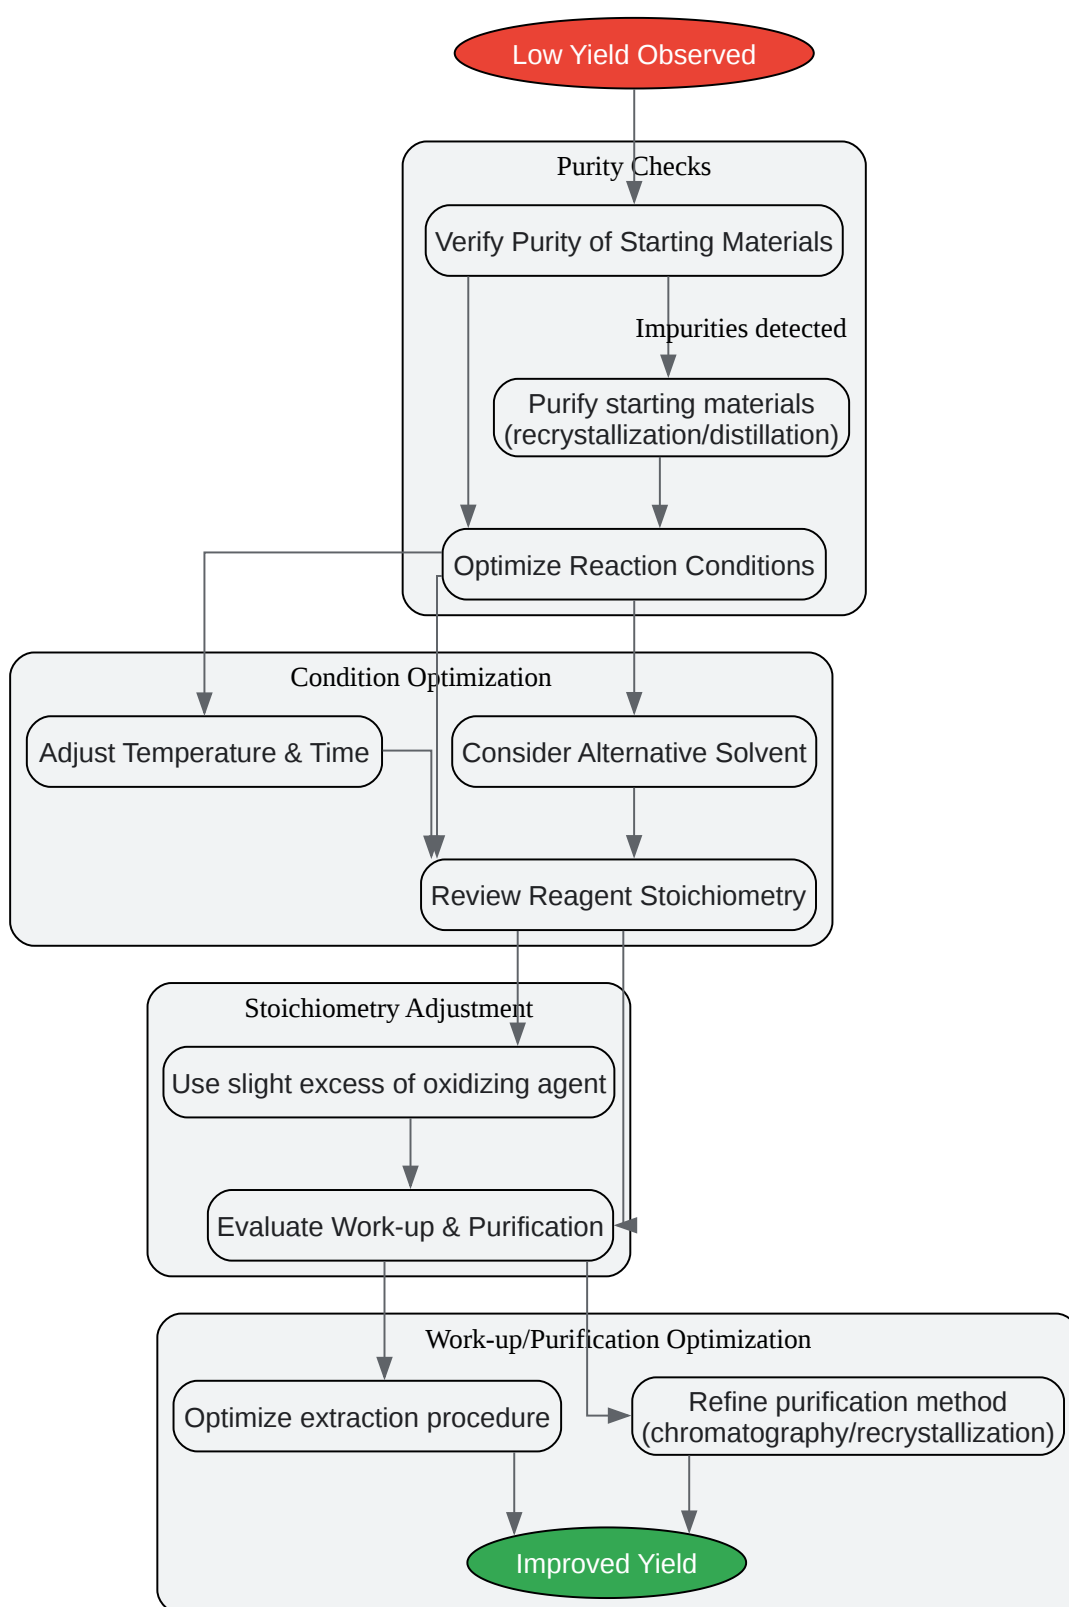 Low Yield Observed
Purity Checks
Verify Purity of Starting Materials
Impurities detected
Purify starting materials
(recrystallization/distillation)
Optimize Reaction Conditions
Condition Optimization
Adjust Temperature & Time
Consider Alternative Solvent
Review Reagent Stoichiometry
Stoichiometry Adjustment
Use slight excess of oxidizing agent
Evaluate Work-up & Purification
Work-up/Purification Optimization
Optimize extraction procedure
Refine purification method
(chromatography/recrystallization)
Improved Yield